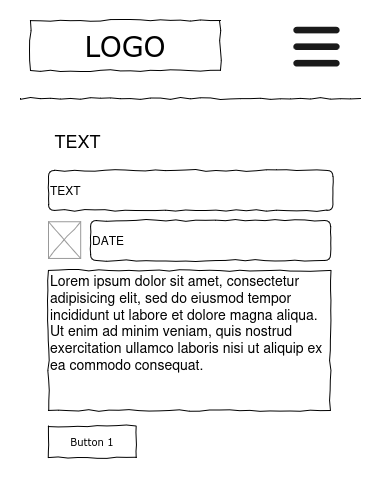 LOGO
TEXT
TEXT
DATE
Lorem ipsum dolor sit amet, consectetur
adipisicing elit, sed do eiusmod tempor
incididunt ut labore et dolore magna aliqua.
Ut enim ad minim veniam, quis nostrud
exercitation ullamco laboris nisi ut aliquip ex
ea commodo consequat.
Button 1